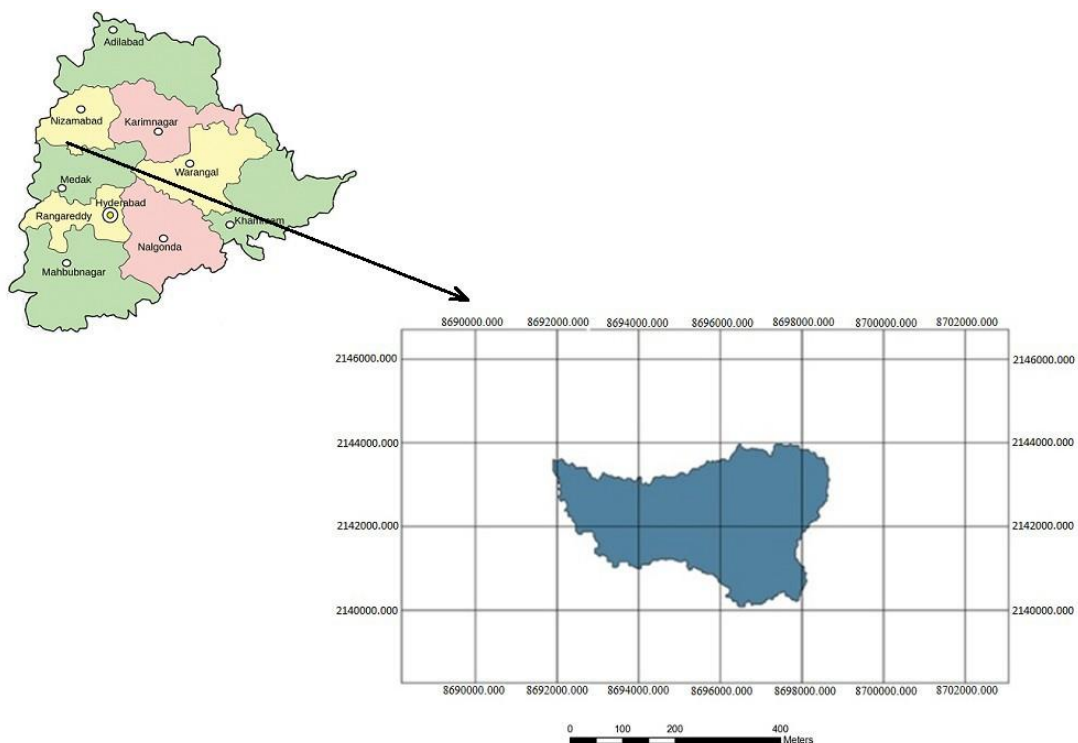 Adilabad
Nizamabad
Karimnagar
Warangal
Medak
Hyderabad
Rangareddy
Khammam
Nalgonda
Mahbubnagar
8690000.000 8692000.000 8694000.000 8696000.000 8698000.000 8700000.000 8702000.000
2146000.000 2146000.000
2144000.000 2144000.000
2142000.000 2142000.000
2140000.000 2140000.000
8690000.000 8692000.000 8694000.000 8696000.000 8698000.000 8700000.000 8702000.000
0 100 200 400
Meters